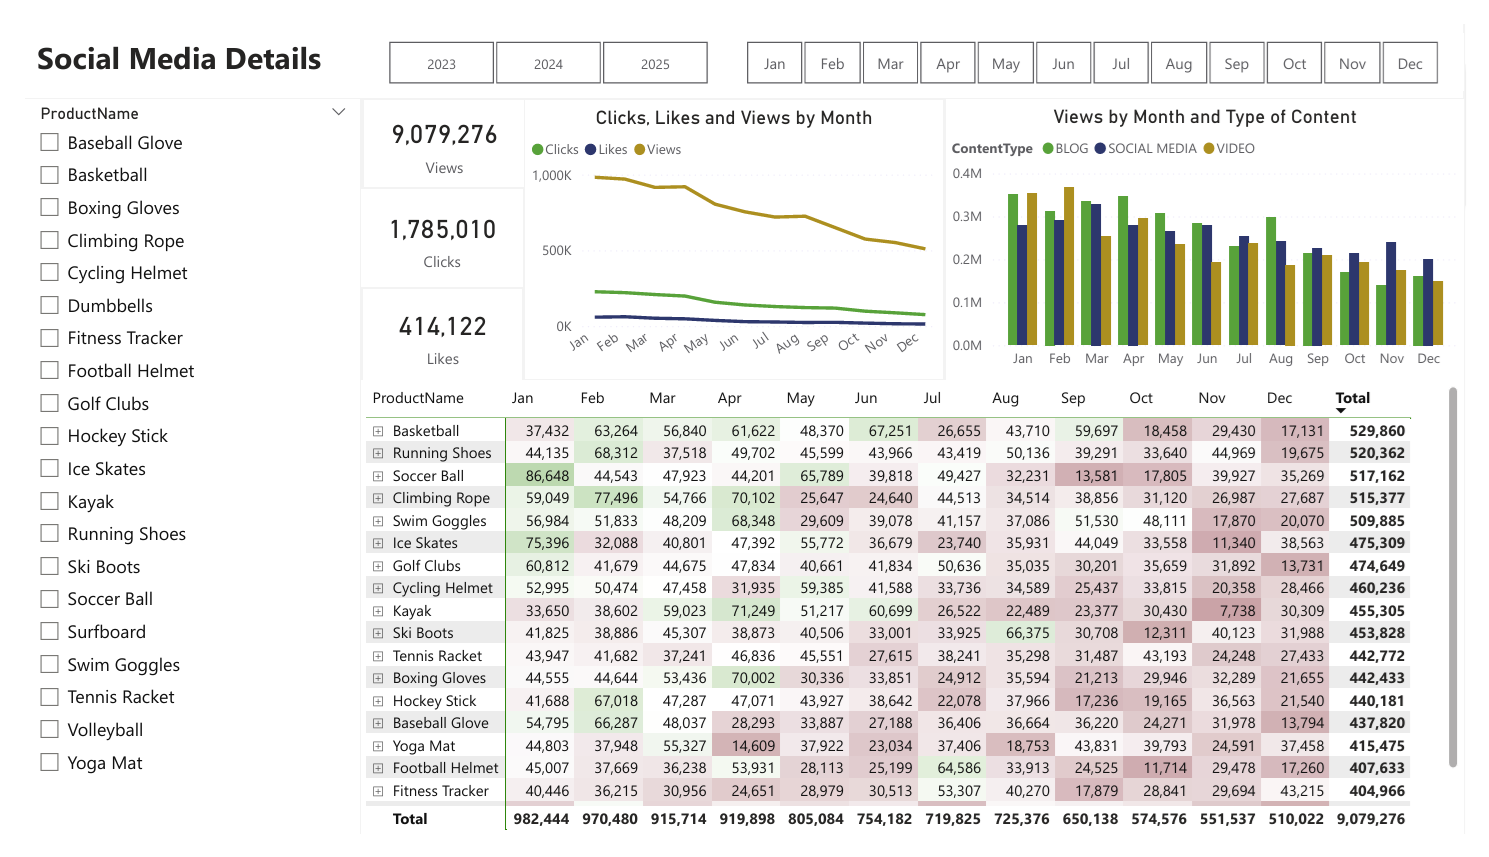 Social Media Details
2023 2024 2025 Jan Feb Mar Apr May Jun Jul Aug Sep Oct Nov Dec
ProductName
Baseball Glove
Basketball
Boxing Gloves
Climbing Rope
Cycling Helmet
Dumbbells
Fitness Tracker
Football Helmet
Golf Clubs
Hockey Stick
Ice Skates
Kayak
Running Shoes
Ski Boots
Soccer Ball
Surfboard
Swim Goggles
Tennis Racket
Volleyball
Yoga Mat
9,079,276
Views
1,785,010
Clicks
414,122
Likes
Clicks, Likes and Views by Month
Clicks Likes Views
1,000K
500K
0K
Jan Feb Mar Apr May Jun Jul Aug Sep Oct Nov Dec
Views by Month and Type of Content
ContentType BLOG SOCIAL MEDIA VIDEO
0.4M
0.3M
0.2M
0.1M
0.0M
Jan Feb Mar Apr May Jun Jul Aug Sep Oct Nov Dec
ProductName Jan Feb Mar Apr May Jun Jul Aug Sep Oct Nov Dec Total
Basketball 37,432 63,264 56,840 61,622 48,370 67,251 26,655 43,710 59,697 18,458 29,430 17,131 529,860
Running Shoes 44,135 68,312 37,518 49,702 45,599 43,966 43,419 50,136 39,291 33,640 44,969 19,675 520,362
Soccer Ball 86,648 44,543 47,923 44,201 65,789 39,818 49,427 32,231 13,581 17,805 39,927 35,269 517,162
Climbing Rope 59,049 77,496 54,766 70,102 25,647 24,640 44,513 34,514 38,856 31,120 26,987 27,687 515,377
Swim Goggles 56,984 51,833 48,209 68,348 29,609 39,078 41,157 37,086 51,530 48,111 17,870 20,070 509,885
Ice Skates 75,396 32,088 40,801 47,392 55,772 36,679 23,740 35,931 44,049 33,558 11,340 38,563 475,309
Golf Clubs 60,812 41,679 44,675 47,834 40,661 41,834 50,636 35,035 30,201 35,659 31,892 13,731 474,649
Cycling Helmet 52,995 50,474 47,458 31,935 59,385 41,588 33,736 34,589 25,437 33,815 20,358 28,466 460,236
Kayak 33,650 38,602 59,023 71,249 51,217 60,699 26,522 22,489 23,377 30,430 7,738 30,309 455,305
Ski Boots 41,825 38,886 45,307 38,873 40,506 33,001 33,925 66,375 30,708 12,311 40,123 31,988 453,828
Tennis Racket 43,947 41,682 37,241 46,836 45,551 27,615 38,241 35,298 31,487 43,193 24,248 27,433 442,772
Boxing Gloves 44,555 44,644 53,436 70,002 30,336 33,851 24,912 35,594 21,213 29,946 32,289 21,655 442,433
Hockey Stick 41,688 67,018 47,287 47,071 43,927 38,642 22,078 37,966 17,236 19,165 36,563 21,540 440,181
Baseball Glove 54,795 66,287 48,037 28,293 33,887 27,188 36,406 36,664 36,220 24,271 31,978 13,794 437,820
Yoga Mat 44,803 37,948 55,327 14,609 37,922 23,034 37,406 18,753 43,831 39,793 24,591 37,458 415,475
Football Helmet 45,007 37,669 36,238 53,931 28,113 25,199 64,586 33,913 24,525 11,714 29,478 17,260 407,633
Fitness Tracker 40,446 36,215 30,956 24,651 28,979 30,513 53,307 40,270 17,879 28,841 29,694 43,215 404,966
Total 982,444 970,480 915,714 919,898 805,084 754,182 719,825 725,376 650,138 574,576 551,537 510,022 9,079,276